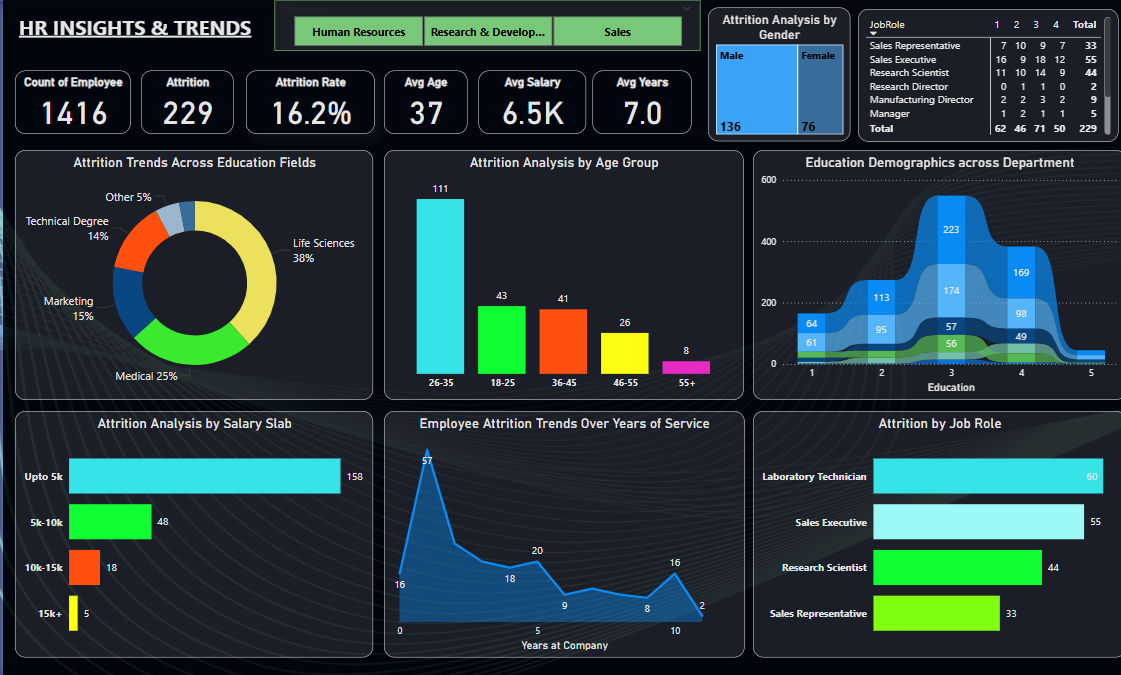 HR INSIGHTS & TRENDS
Human Resources
Research & Develop...
Sales
Attrition Analysis by
Gender
Male
Female
136
76
JobRole 1 2 3 4 Total
Sales Representative 7 10 9 7 33
Sales Executive 16 9 18 12 55
Research Scientist 11 10 14 9 44
Research Director 0 1 1 0 2
Manufacturing Director 2 2 3 2 9
Manager 1 2 1 1 5
Total 62 46 71 50 229
Count of Employee
1416
Attrition
229
Attrition Rate
16.2%
Avg Age
37
Avg Salary
6.5K
Avg Years
7.0
Attrition Trends Across Education Fields
Other 5%
Technical Degree
14%
Life Sciences
38%
Marketing
15%
Medical 25%
Attrition Analysis by Age Group
111
43
41
26
8
26-35
18-25
36-45
46-55
55+
Education Demographics across Department
600
400
200
0
64
61
113
95
223
174
57
56
169
98
49
1
2
3
4
5
Education
Attrition Analysis by Salary Slab
Upto 5k
158
5k-10k
48
10k-15k
18
15k+
5
Employee Attrition Trends Over Years of Service
57
16
18
20
9
8
16
2
0
5
10
Years at Company
Attrition by Job Role
Laboratory Technician
60
Sales Executive
55
Research Scientist
44
Sales Representative
33